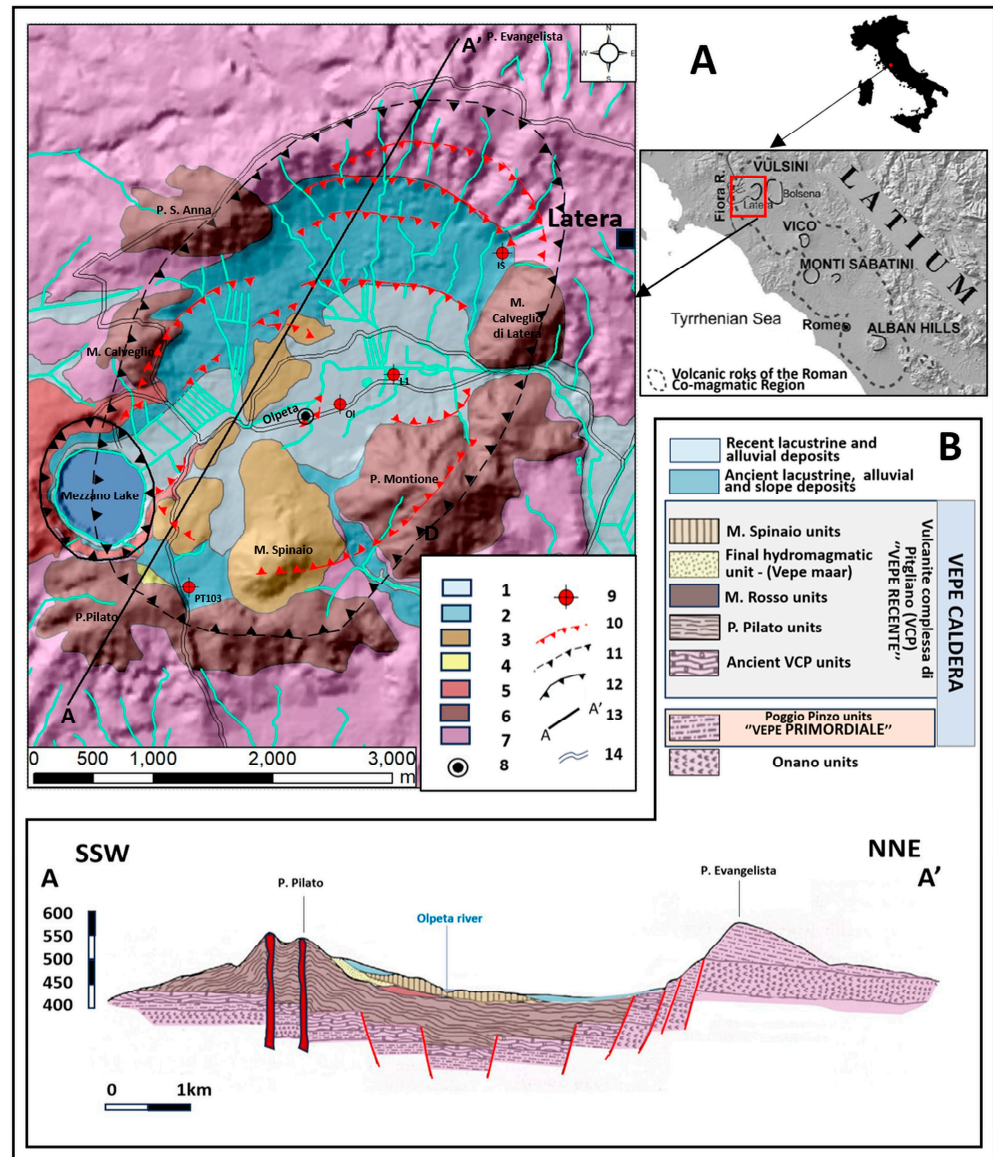 A'
P. Evangelista
N
W
E
S
A
P. S. Anna
Latera
IS
M. Calveglio
M.
Calveglio
di Latera
L1
Olpeta
OI
Mezzano Lake
P. Montione
M. Spinaio
D
PT103
P.Pilato
A
0 500 1,000 2,000 3,000
m
1
2
3
4
5
6
7
8
9
10
11
12
A'
A
13
14
VULSINI
Fiora R.
Latera
Bolsena
LATIUM
VICO
MONTI SABATINI
Tyrrhenian Sea
Rome
ALBAN HILLS
Volcanic roks of the Roman
Co-magmatic Region
B
Recent lacustrine and
alluvial deposits
Ancient lacustrine, alluvial
and slope deposits
M. Spinaio units
Final hydromagmatic
unit - (Vepe maar)
M. Rosso units
P. Pilato units
Ancient VCP units
Vulcanite complessa di
Pitgliano (VCP)
"VEPE RECENTE"
VEPE CALDERA
Poggio Pinzo units
"VEPE PRIMORDIALE"
Onano units
SSW
NNE
A
A'
P. Pilato
Olpeta river
P. Evangelista
600
550
500
450
400
0 1km